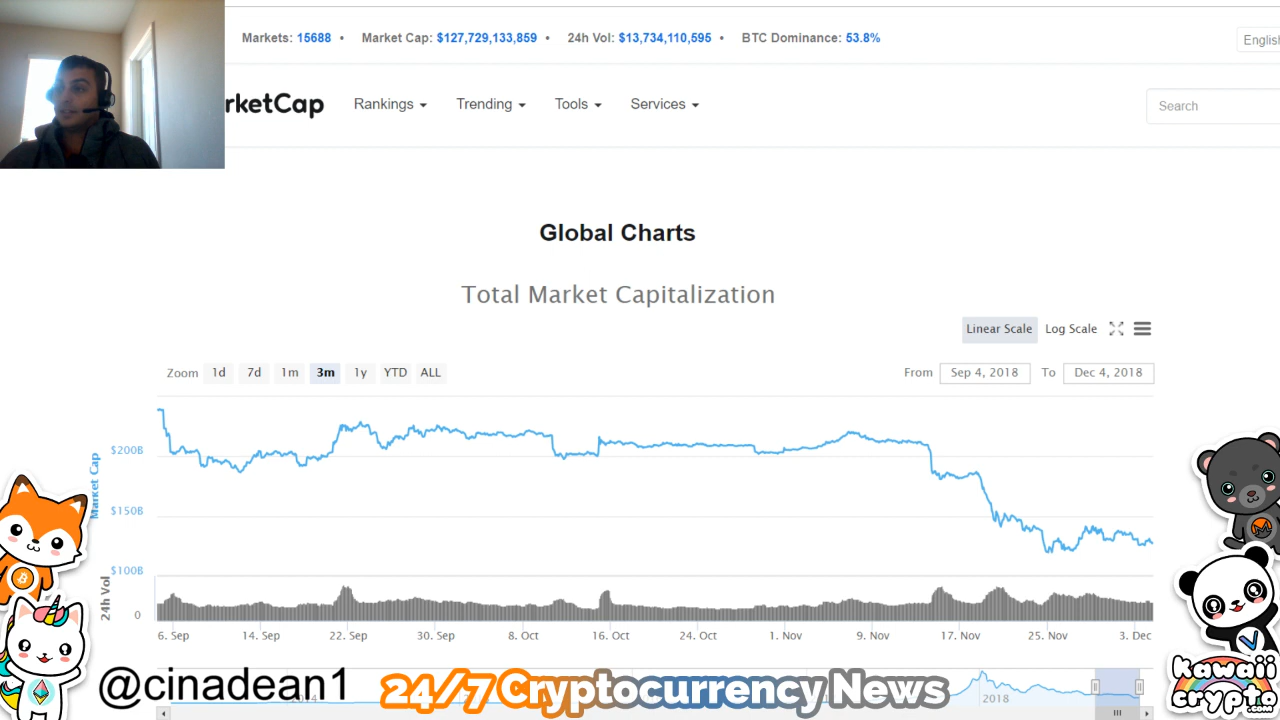 Markets: 15688 • Market Cap: $127,729,133,859 • 24h Vol: $13,734,110,595 • BTC Dominance: 53.8%
English
rketCap Rankings Trending Tools Services
Search
Global Charts
Total Market Capitalization
Linear Scale Log Scale
Zoom 1d 7d 1m 3m 1y YTD ALL From Sep 4, 2018 To Dec 4, 2018
Market Cap
$200B
$150B
$100B
24h Vol
0
6. Sep 14. Sep 22. Sep 30. Sep 8. Oct 16. Oct 24. Oct 1. Nov 9. Nov 17. Nov 25. Nov 3. Dec
2014 2018
@cinadean1 24/7 Cryptocurrency News
kawaii
crypto
.com